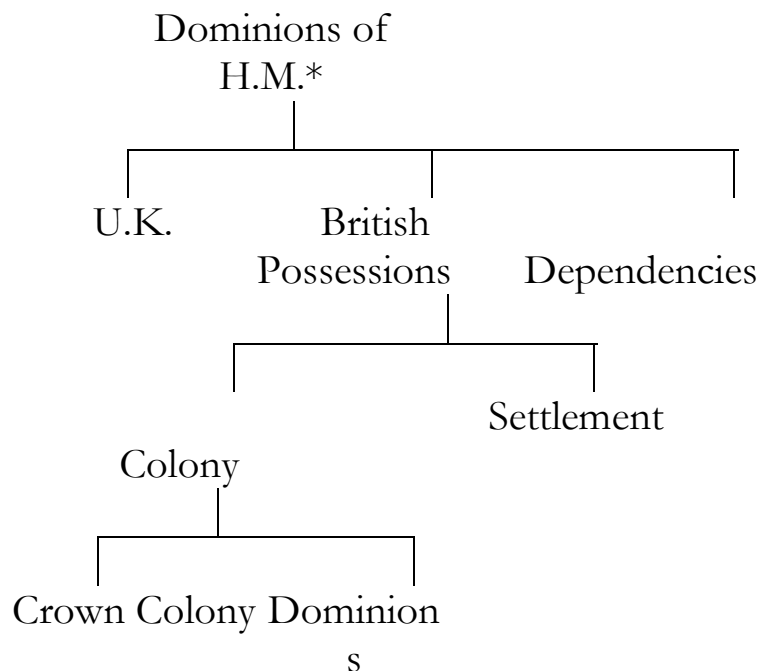 Dominions of
H.M.*
U.K.
British
Possessions
Dependencies
Settlement
Colony
Crown Colony Dominion
s